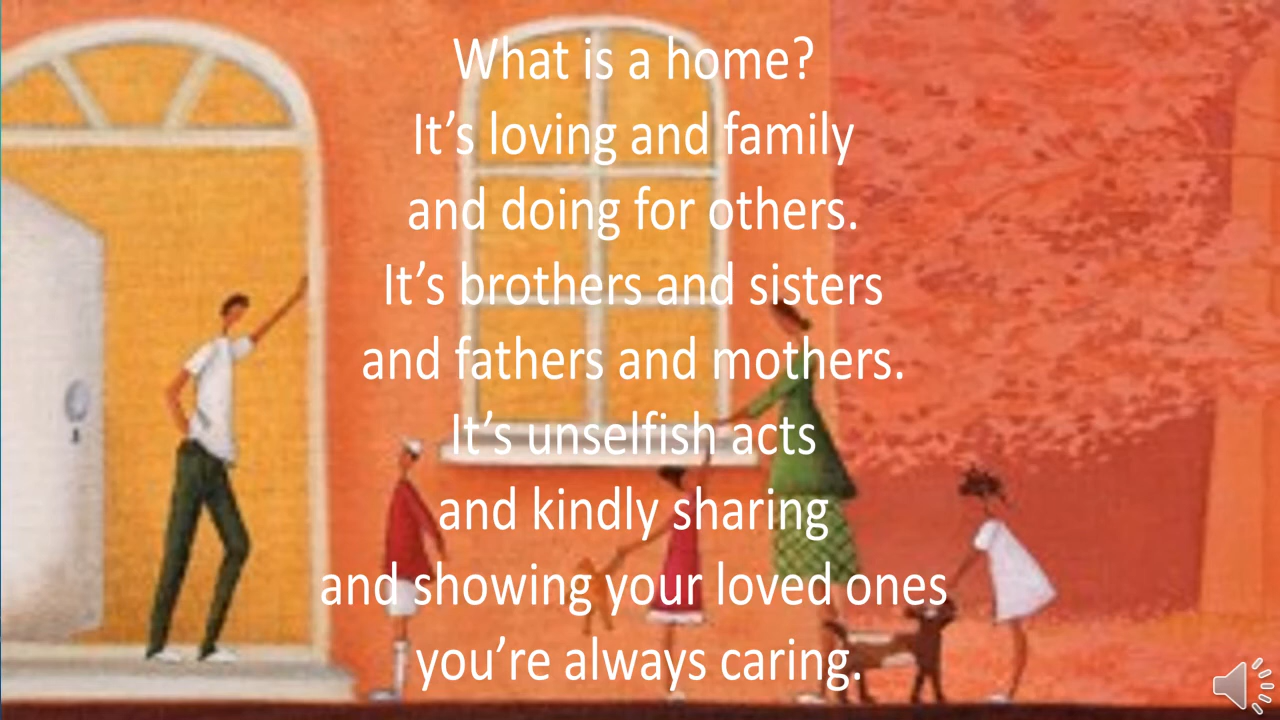 What is a home?
It’s loving and family
and doing for others.
It’s brothers and sisters
and fathers and mothers.
It’s unselfish acts
and kindly sharing
and showing your loved ones
you’re always caring.